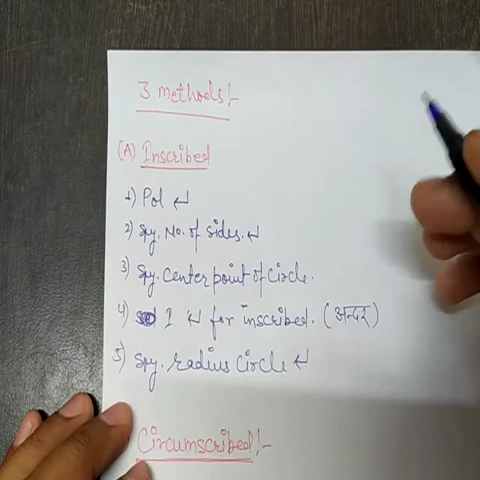 3 Methods:-
(A) Inscribed
1) Pol ↵
2) Spy. No. of sides. ↵
3) Spy. Center point of Circle.
4) I ↵ for inscribed. (अन्दर)
5) Spy. radius Circle ↵
Circumscribed:-